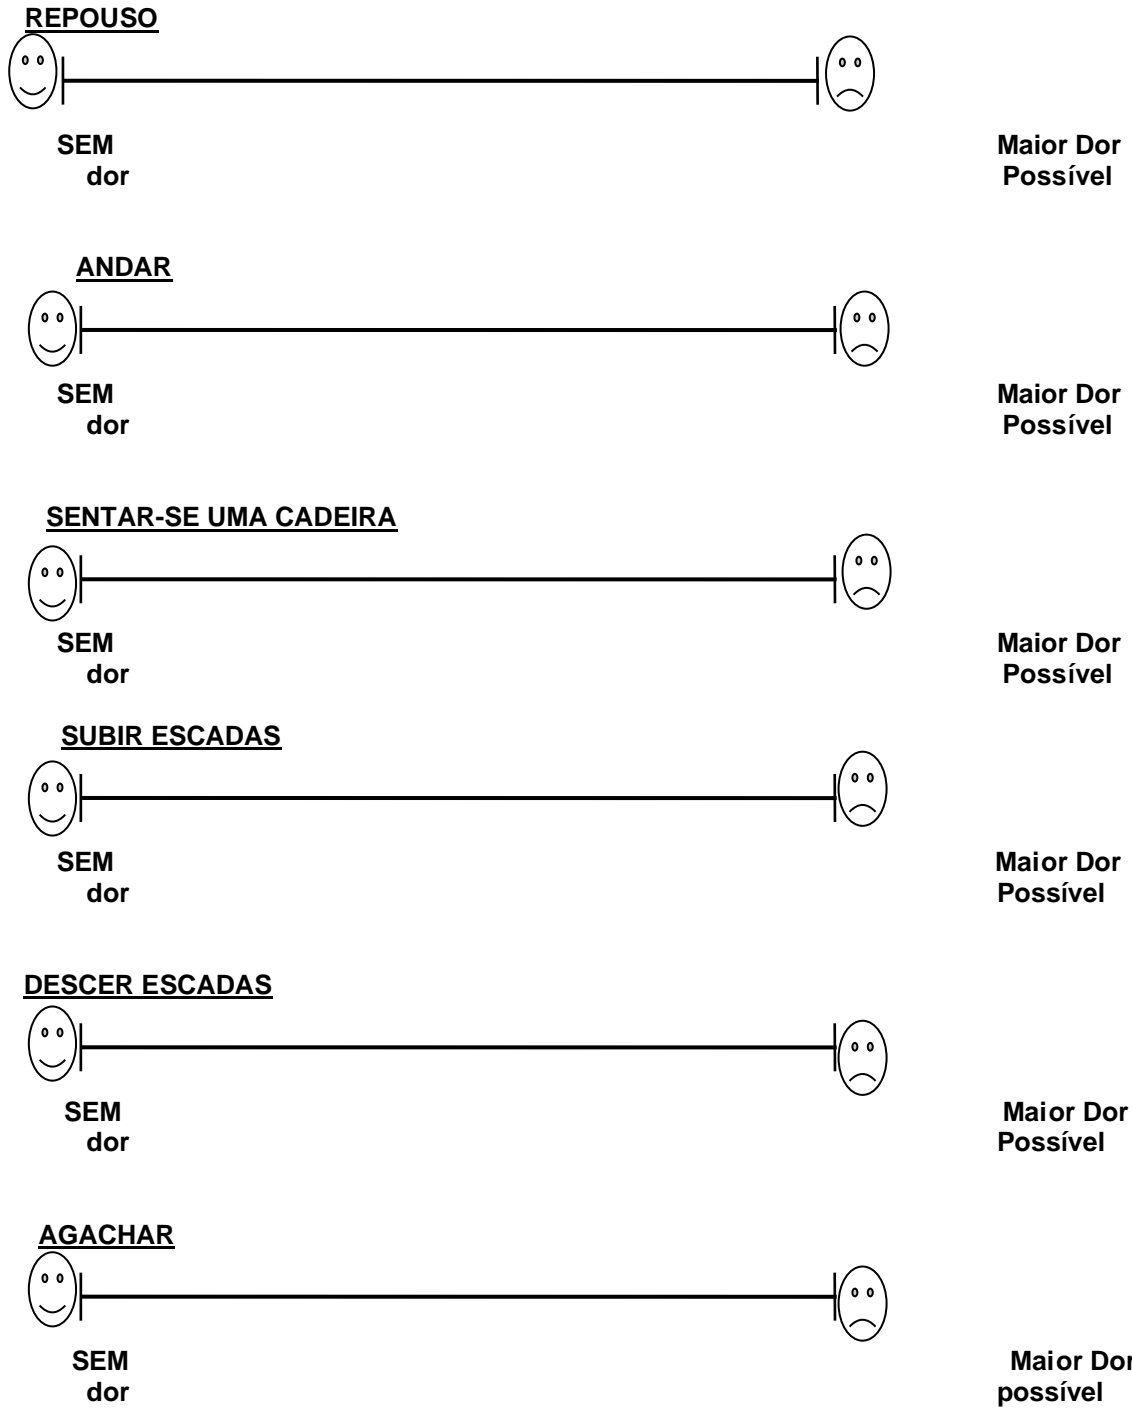 REPOUSO
SEM Maior Dor
dor Possível
ANDAR
SEM Maior Dor
dor Possível
SENTAR-SE UMA CADEIRA
SEM Maior Dor
dor Possível
SUBIR ESCADAS
SEM Maior Dor
dor Possível
DESCER ESCADAS
SEM Maior Dor
dor Possível
AGACHAR
SEM Maior Dor
dor possível